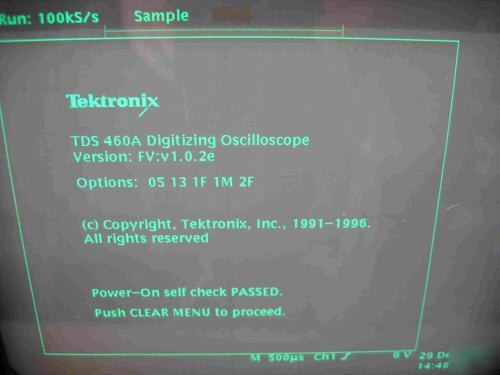 Run: 100kS/s Sample
Tektronix
TDS 460A Digitizing Oscilloscope
Version: FV:v1.0.2e
Options: 05 13 1F 1M 2F
(c) Copyright, Tektronix, Inc., 1991-1996.
All rights reserved
Power-On self check PASSED.
Push CLEAR MENU to proceed.
M 500µs Ch1 0 V 29
14:46